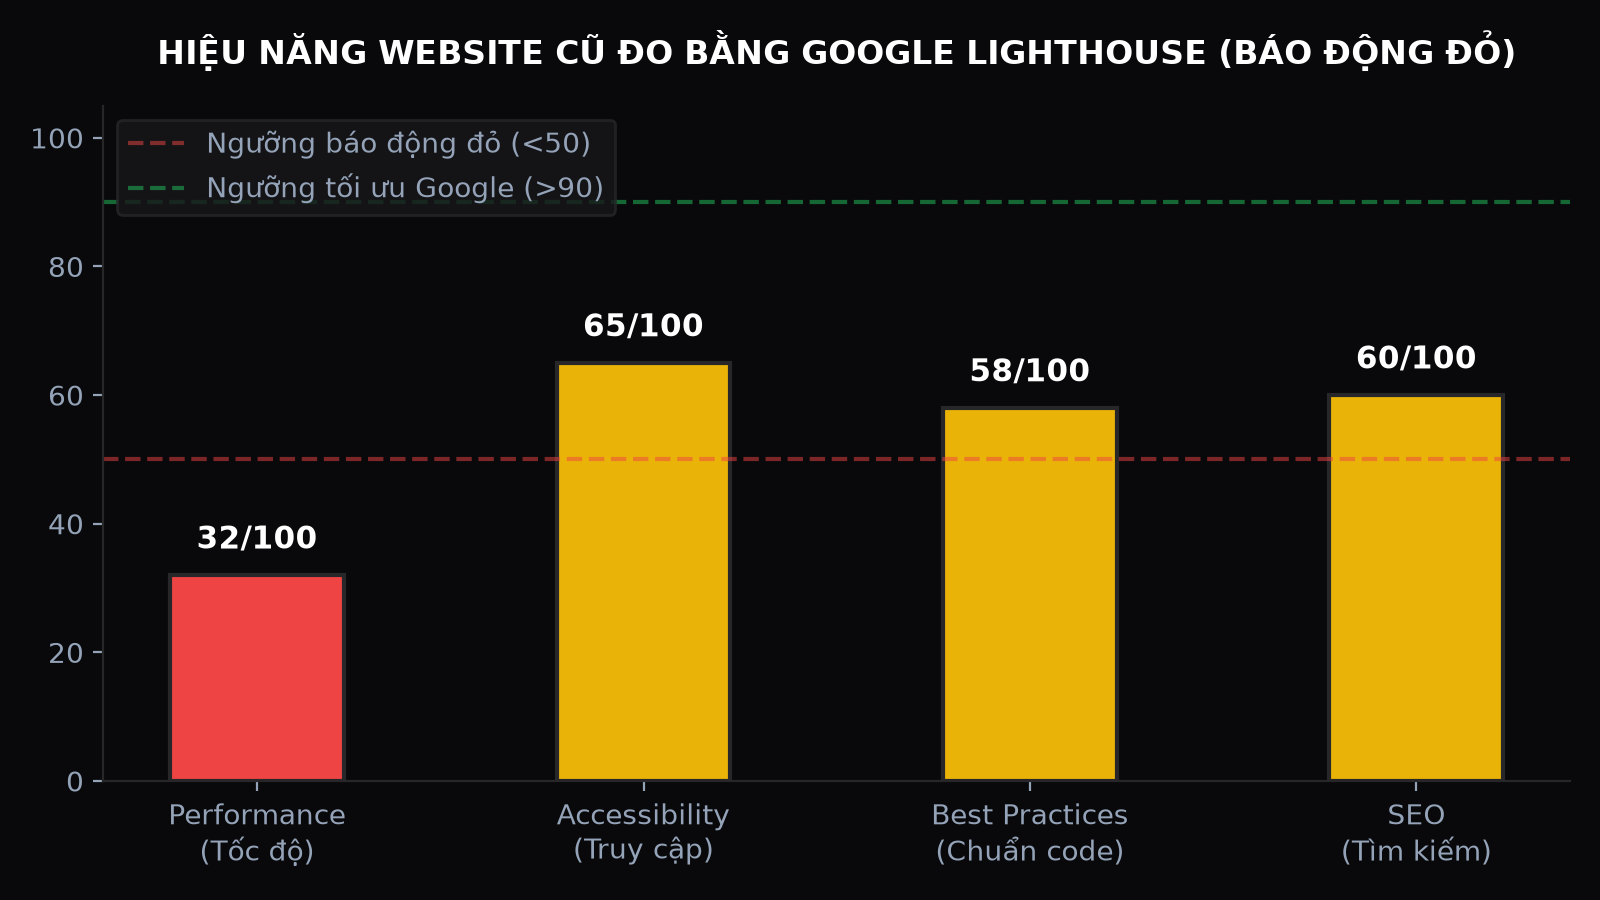 HIỆU NĂNG WEBSITE CŨ ĐO BẰNG GOOGLE LIGHTHOUSE (BÁO ĐỘNG ĐỎ)
100
80
60
40
20
0
Ngưỡng báo động đỏ (<50)
Ngưỡng tối ưu Google (>90)
32/100
65/100
58/100
60/100
Performance
(Tốc độ)
Accessibility
(Truy cập)
Best Practices
(Chuẩn code)
SEO
(Tìm kiếm)